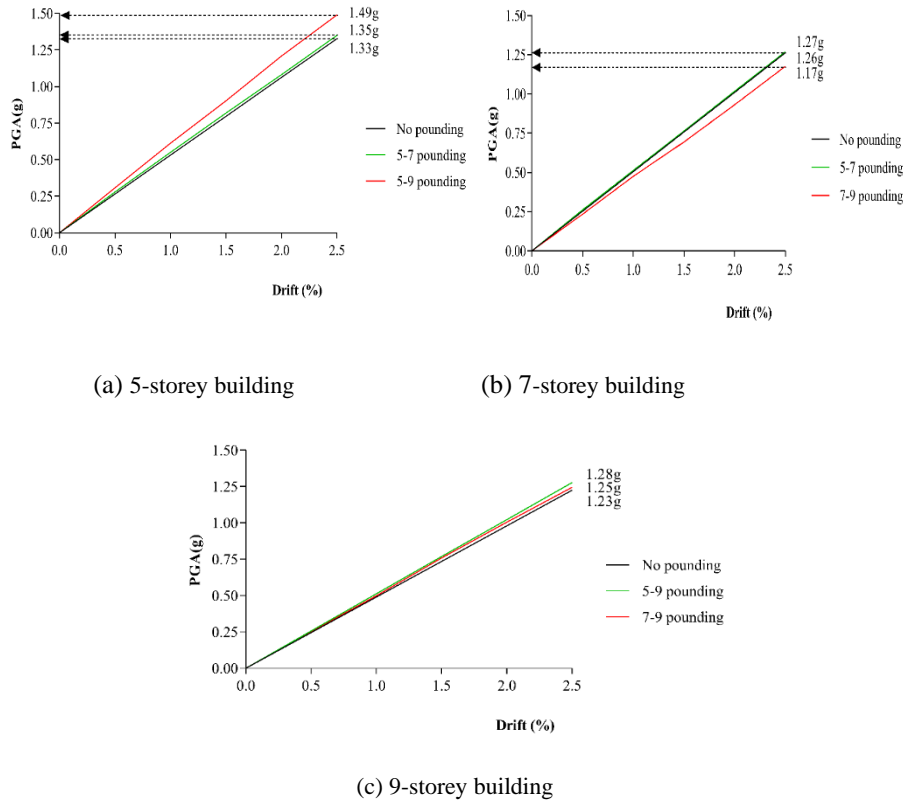 1.50
1.25
1.00
0.75
0.50
0.25
0.00
PGA(g)
0.0 0.5 1.0 1.5 2.0 2.5
Drift (%)
1.49g
1.35g
1.33g
No pounding
5-7 pounding
5-9 pounding
(a) 5-storey building
1.50
1.25
1.00
0.75
0.50
0.25
0.00
PGA(g)
0.0 0.5 1.0 1.5 2.0 2.5
Drift (%)
1.27g
1.26g
1.17g
No pounding
5-7 pounding
7-9 pounding
(b) 7-storey building
1.50
1.25
1.00
0.75
0.50
0.25
0.00
PGA(g)
0.0 0.5 1.0 1.5 2.0 2.5
Drift (%)
1.28g
1.25g
1.23g
No pounding
5-9 pounding
7-9 pounding
(c) 9-storey building